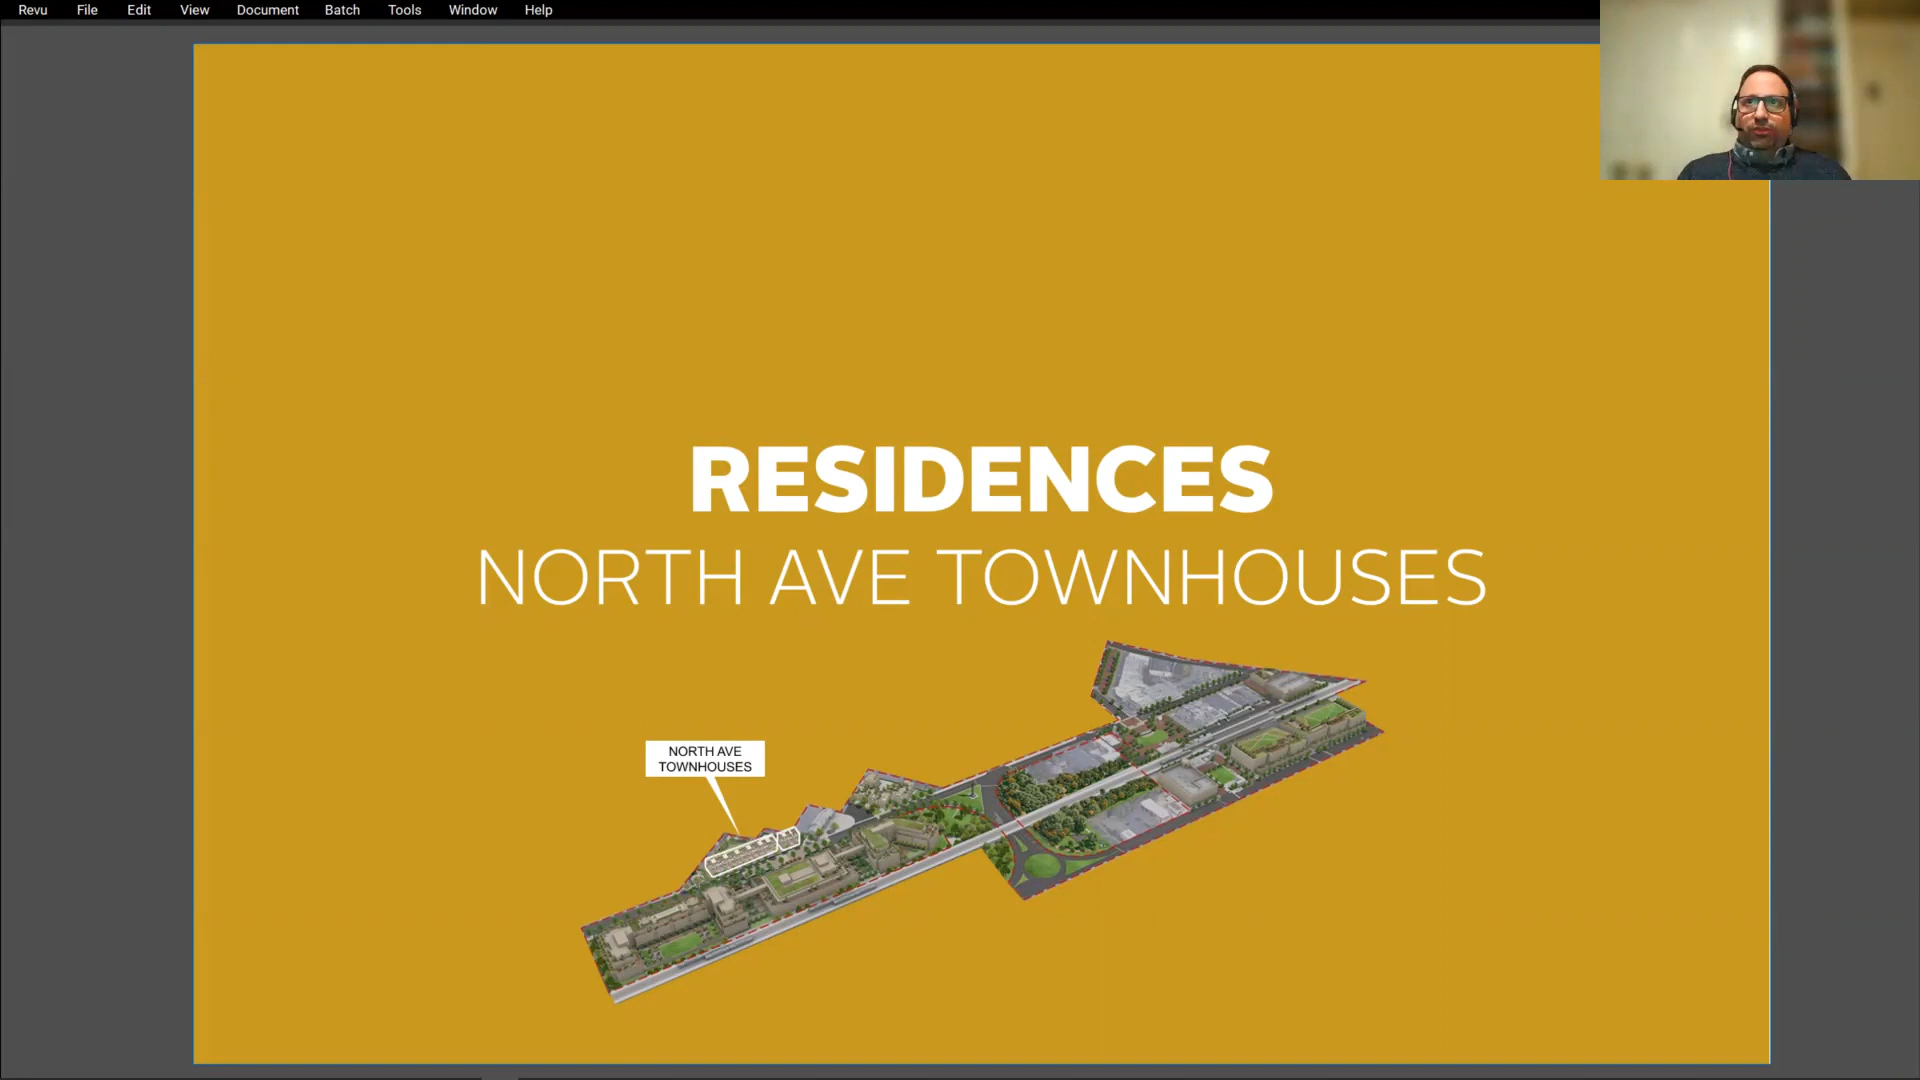 Revu File Edit View Document Batch Tools Window Help
RESIDENCES
NORTH AVE TOWNHOUSES
NORTH AVE
TOWNHOUSES